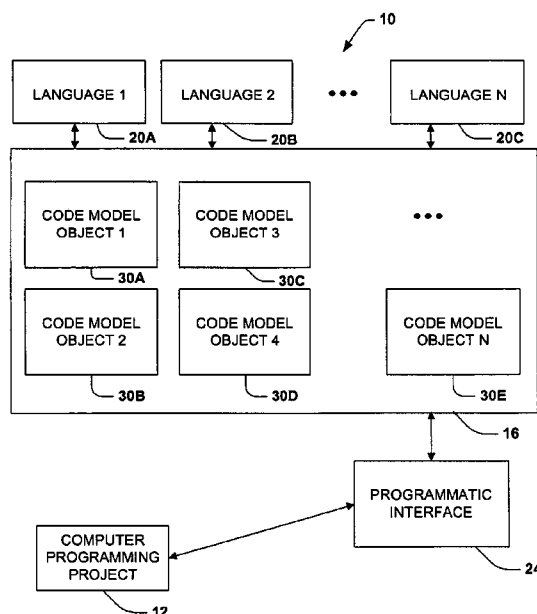 10
LANGUAGE 1
LANGUAGE 2
LANGUAGE N
20A
20B
20C
CODE MODEL
OBJECT 1
CODE MODEL
OBJECT 3
30A
30C
CODE MODEL
OBJECT 2
CODE MODEL
OBJECT 4
CODE MODEL
OBJECT N
30B
30D
30E
16
PROGRAMMATIC
INTERFACE
COMPUTER
PROGRAMMING
PROJECT
24
12